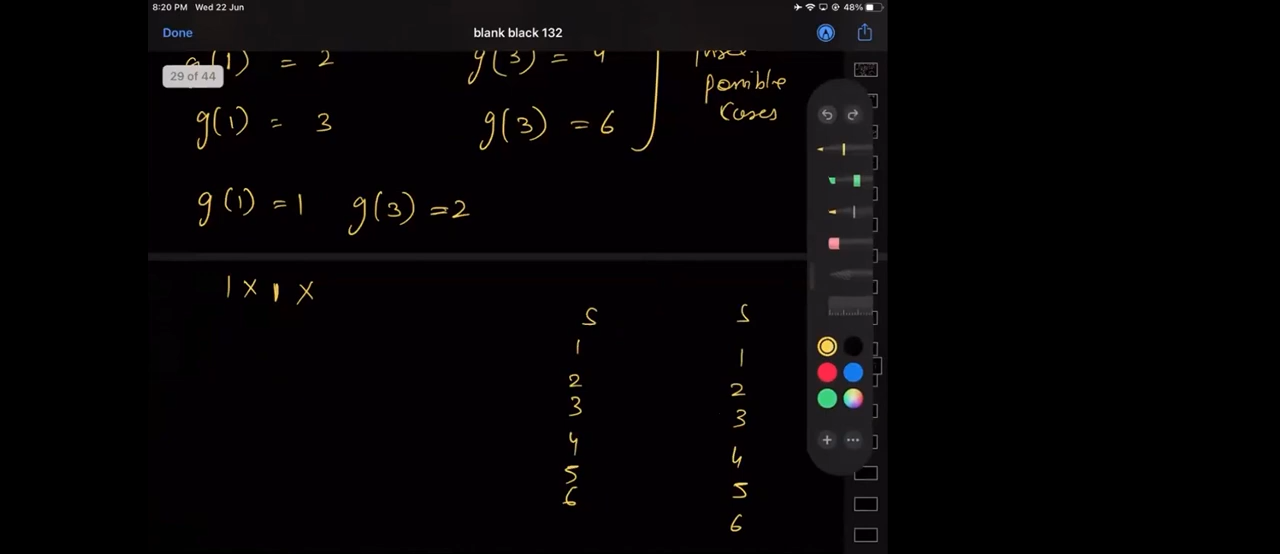 8:20 PM Wed 22 Jun
48%
Done
blank black 132
29 of 44
g(1) = 2
g(3) = 4
possible
cases
g(1) = 3
g(3) = 6
g(1) = 1 g(3) = 2
1 x 1 x
S S
1 1
2 2
3 3
4 4
5 5
6 6